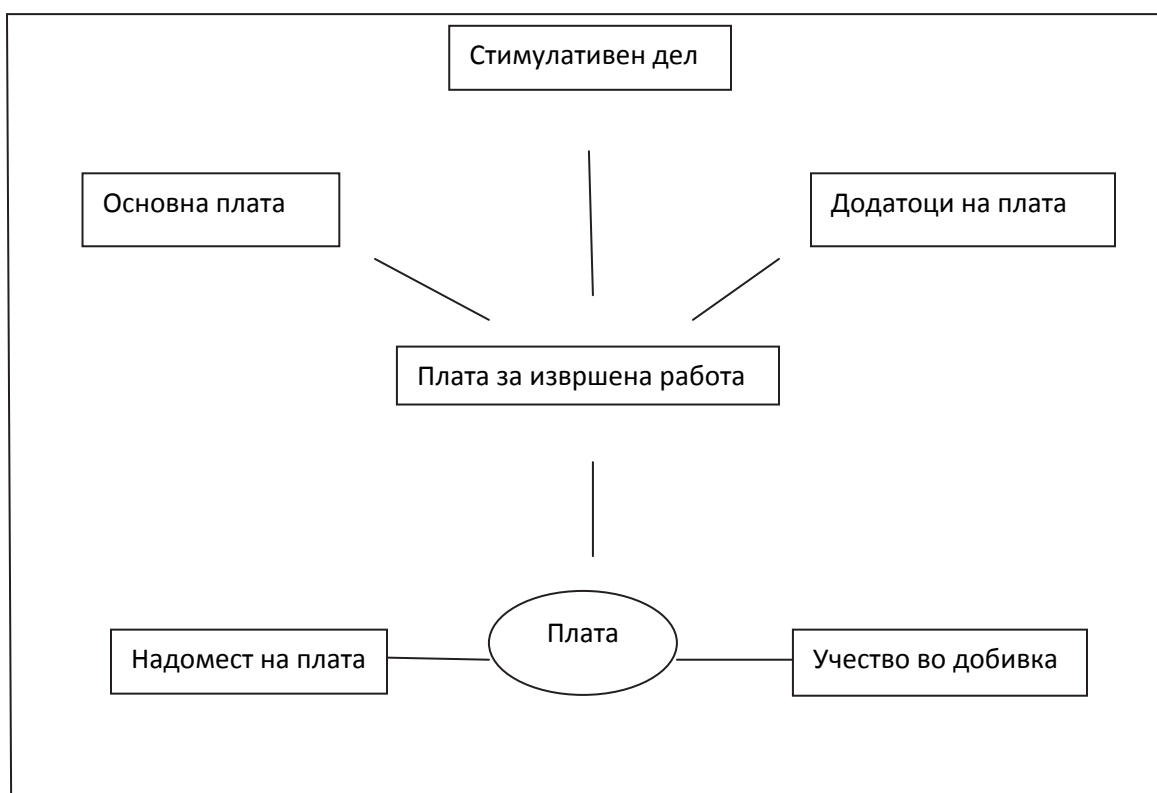 Стимулативен дел
Основна плата
Додатоци на плата
Плата за извршена работа
Плата
Надомест на плата
Учество во добивка